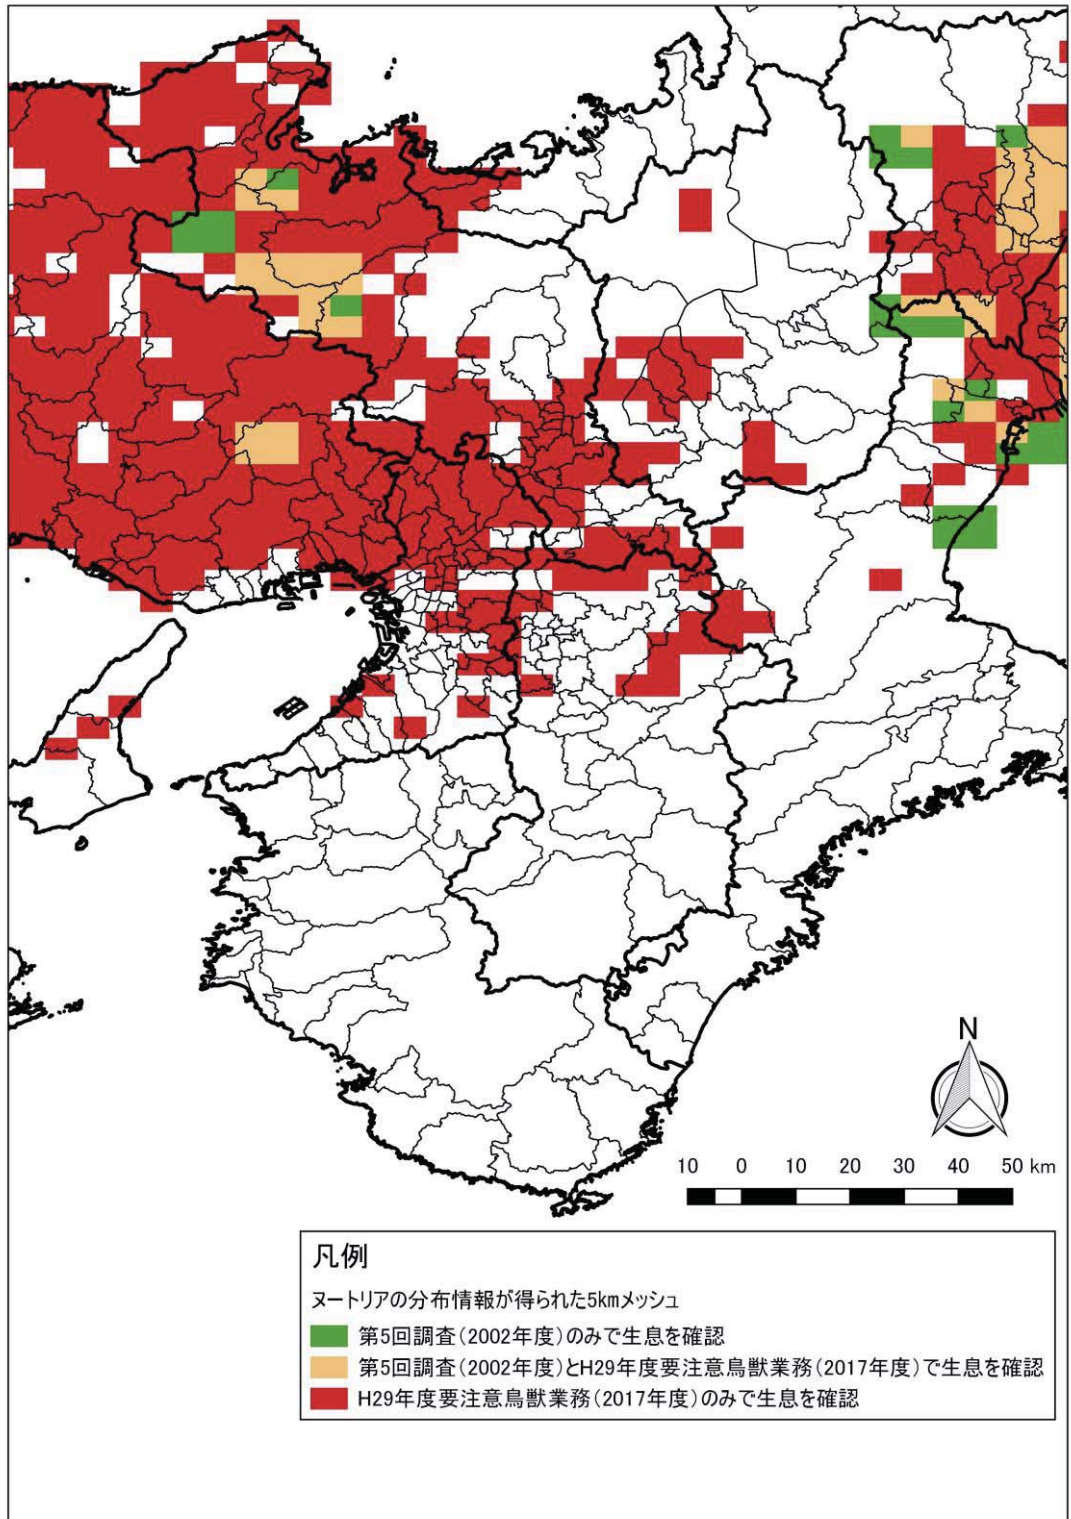 N
10 0 10 20 30 40 50 km
凡例
ヌートリアの分布情報が得られた5kmメッシュ
第5回調査(2002年度)のみで生息を確認
第5回調査(2002年度)とH29年度要注意鳥獣業務(2017年度)で生息を確認
H29年度要注意鳥獣業務(2017年度)のみで生息を確認